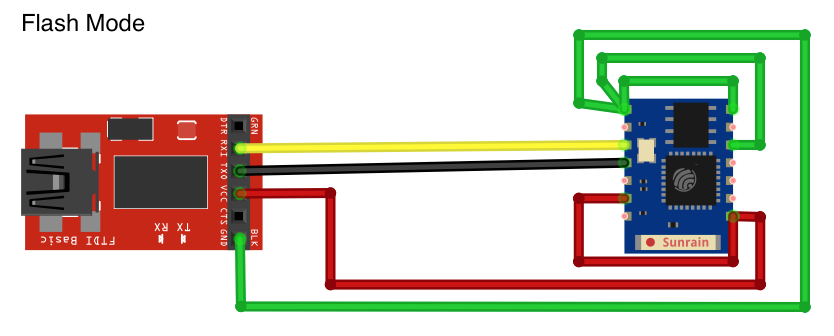 Flash Mode
GRN
DTR
RXI
TXO
VCC
CTS
GND
BLK
TX RX
FTDI Basic
Sunrain